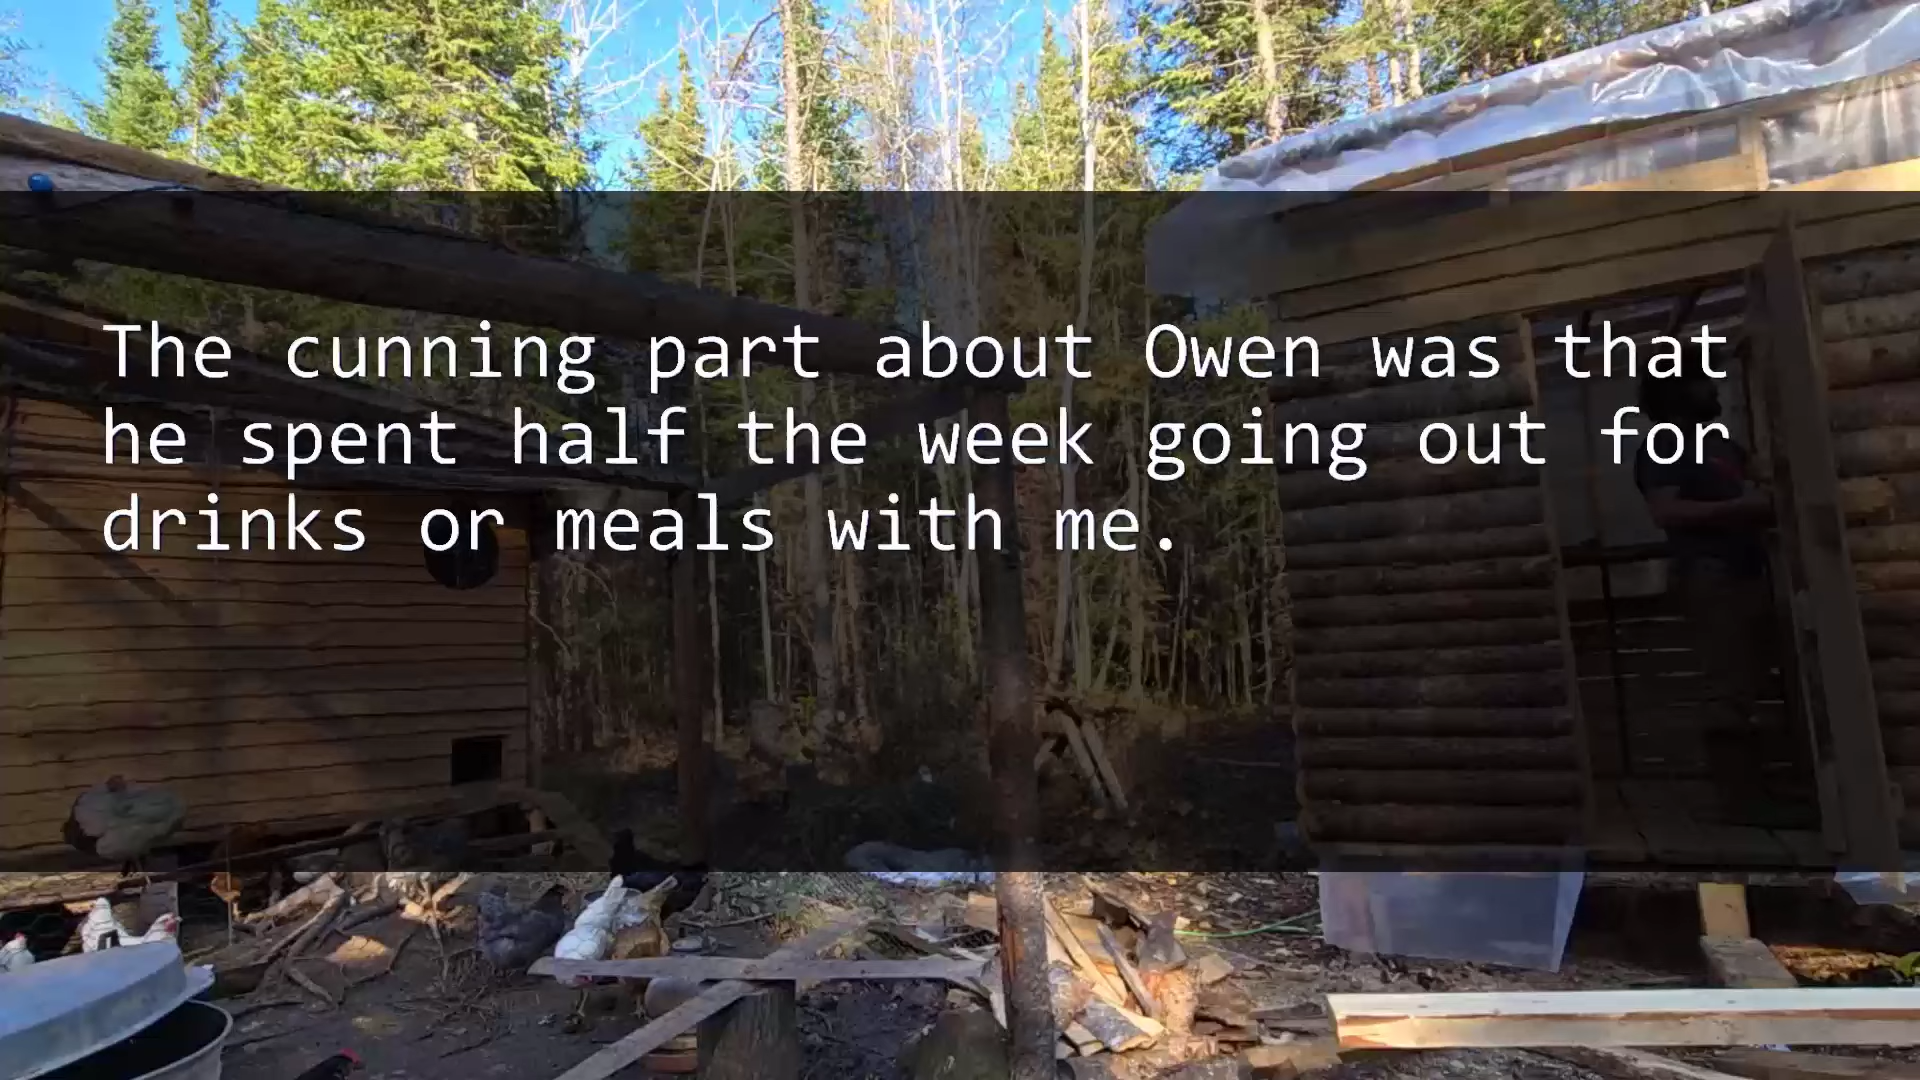 The cunning part about Owen was that
he spent half the week going out for
drinks or meals with me.